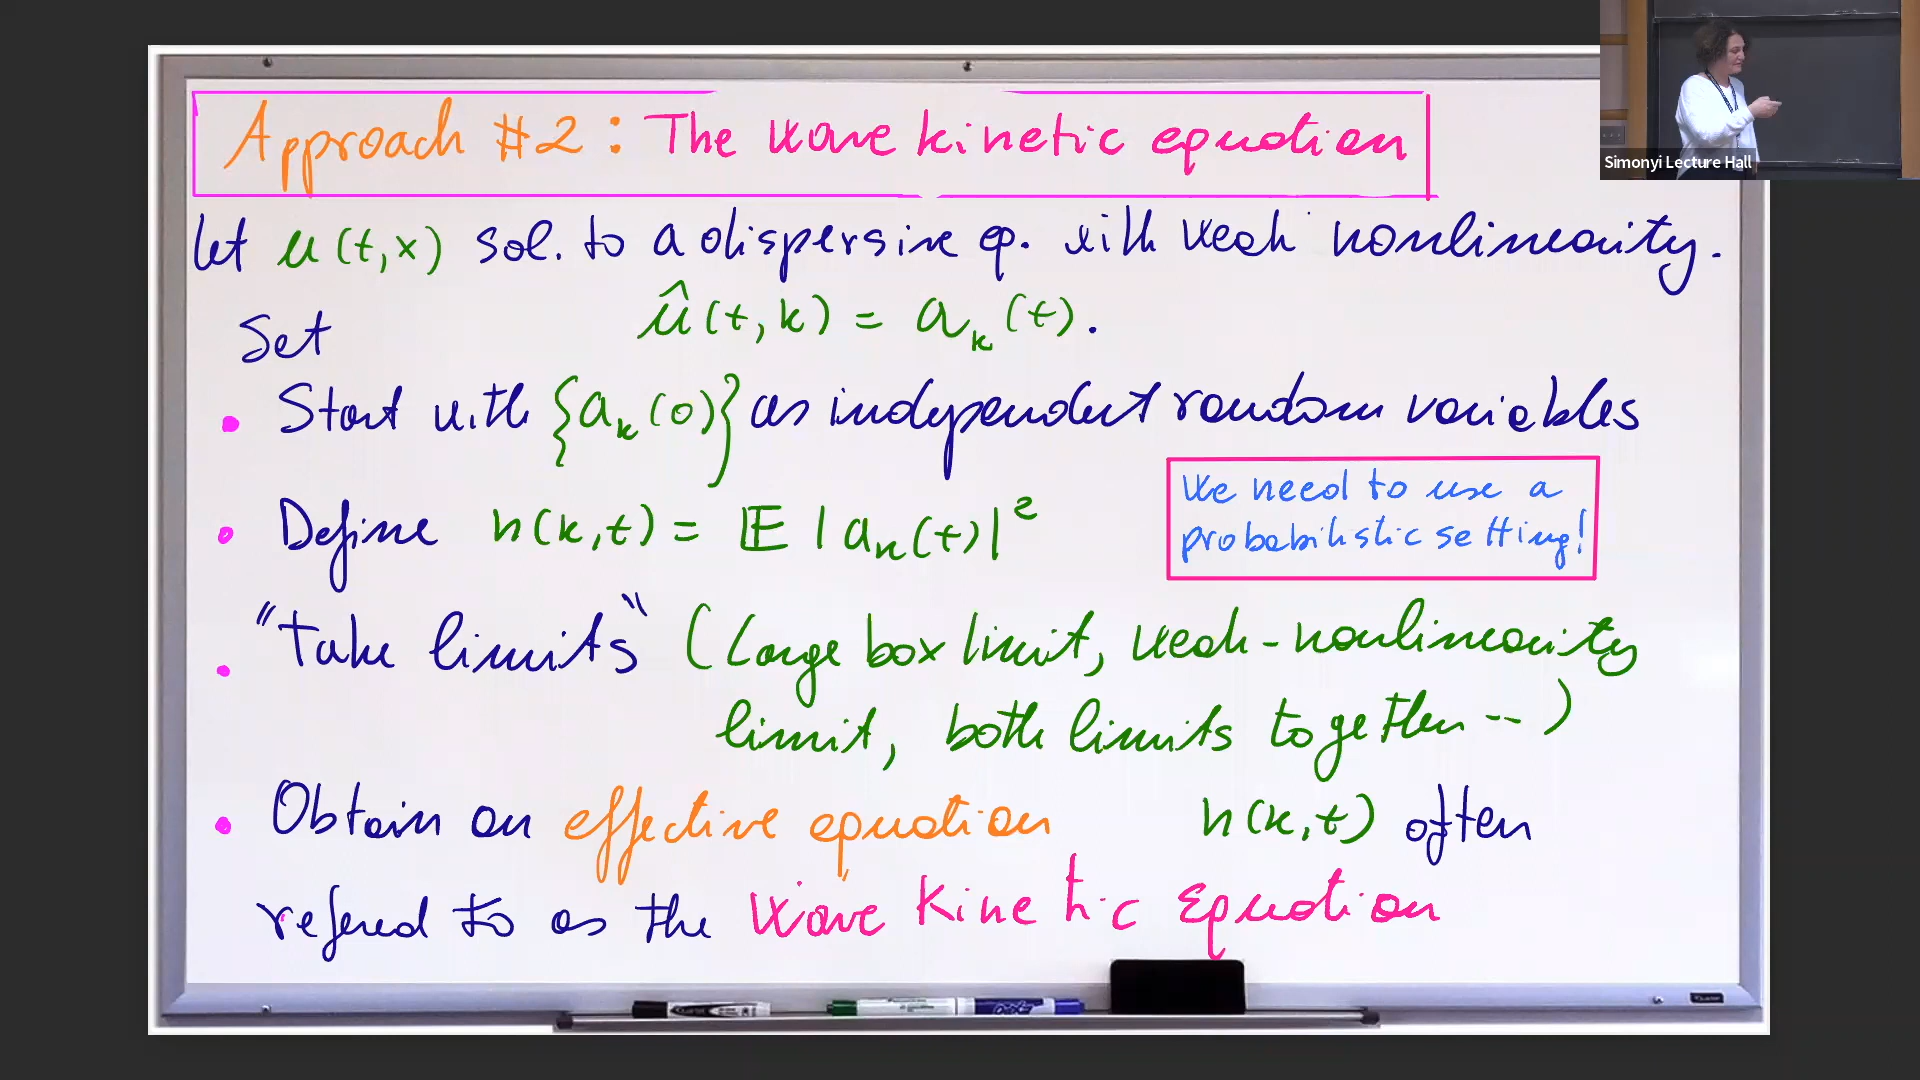 Approach #2 : The wave kinetic equation
Simonyi Lecture Hall
Let u(t,x) sol. to a dispersive eq. with weak nonlinearity.
Set û(t,k) = a_k(t).
• Start with {a_k(0)} as independent random variables
We need to use a
probabilistic setting!
• Define n(k,t) = 𝔼 |a_k(t)|²
• "Take limits" (Large box limit, weak-nonlinearity
limit, both limits together --)
• Obtain an effective equation n(k,t) often
refered to as the Wave Kinetic Equation